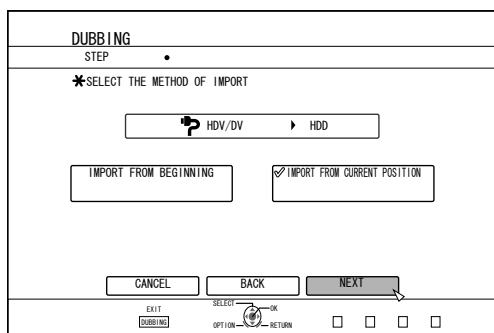 DUBBING
STEP
SELECT THE METHOD OF IMPORT
HDV/DV HDD
IMPORT FROM BEGINNING
IMPORT FROM CURRENT POSITION
CANCEL BACK NEXT
EXIT
DUBBING
SELECT OK
OPTION RETURN